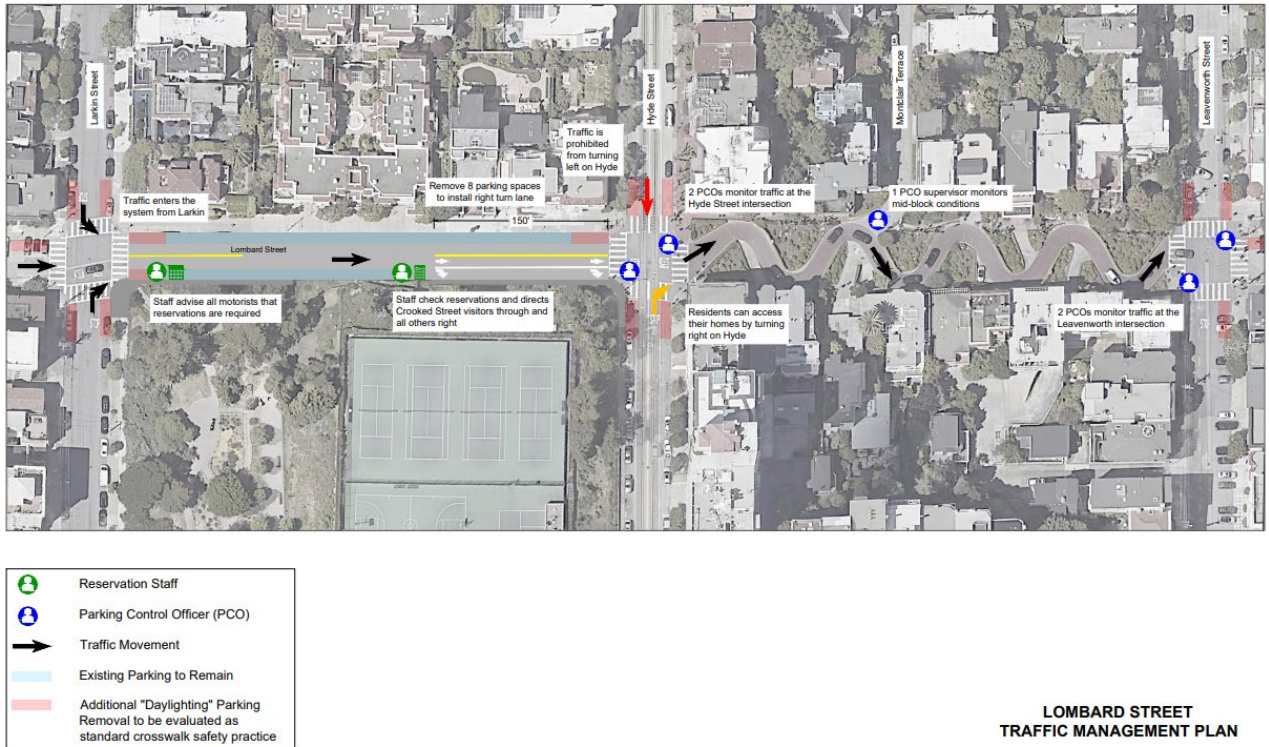 Larkin Street
Hyde Street
Montclair Terrace
Leavenworth Street
Traffic is
prohibited
from turning
left on Hyde
Traffic enters the
system from Larkin
Remove 8 parking spaces
to install right turn lane
150'
2 PCOs monitor traffic at the
Hyde Street intersection
1 PCO supervisor monitors
mid-block conditions
Lombard Street
Staff advise all motorists that
reservations are required
Staff check reservations and directs
Crooked Street visitors through and
all others right
Residents can access
their homes by turning
right on Hyde
2 PCOs monitor traffic at the
Leavenworth intersection
Reservation Staff
Parking Control Officer (PCO)
Traffic Movement
Existing Parking to Remain
Additional "Daylighting" Parking
Removal to be evaluated as
standard crosswalk safety practice
LOMBARD STREET
TRAFFIC MANAGEMENT PLAN